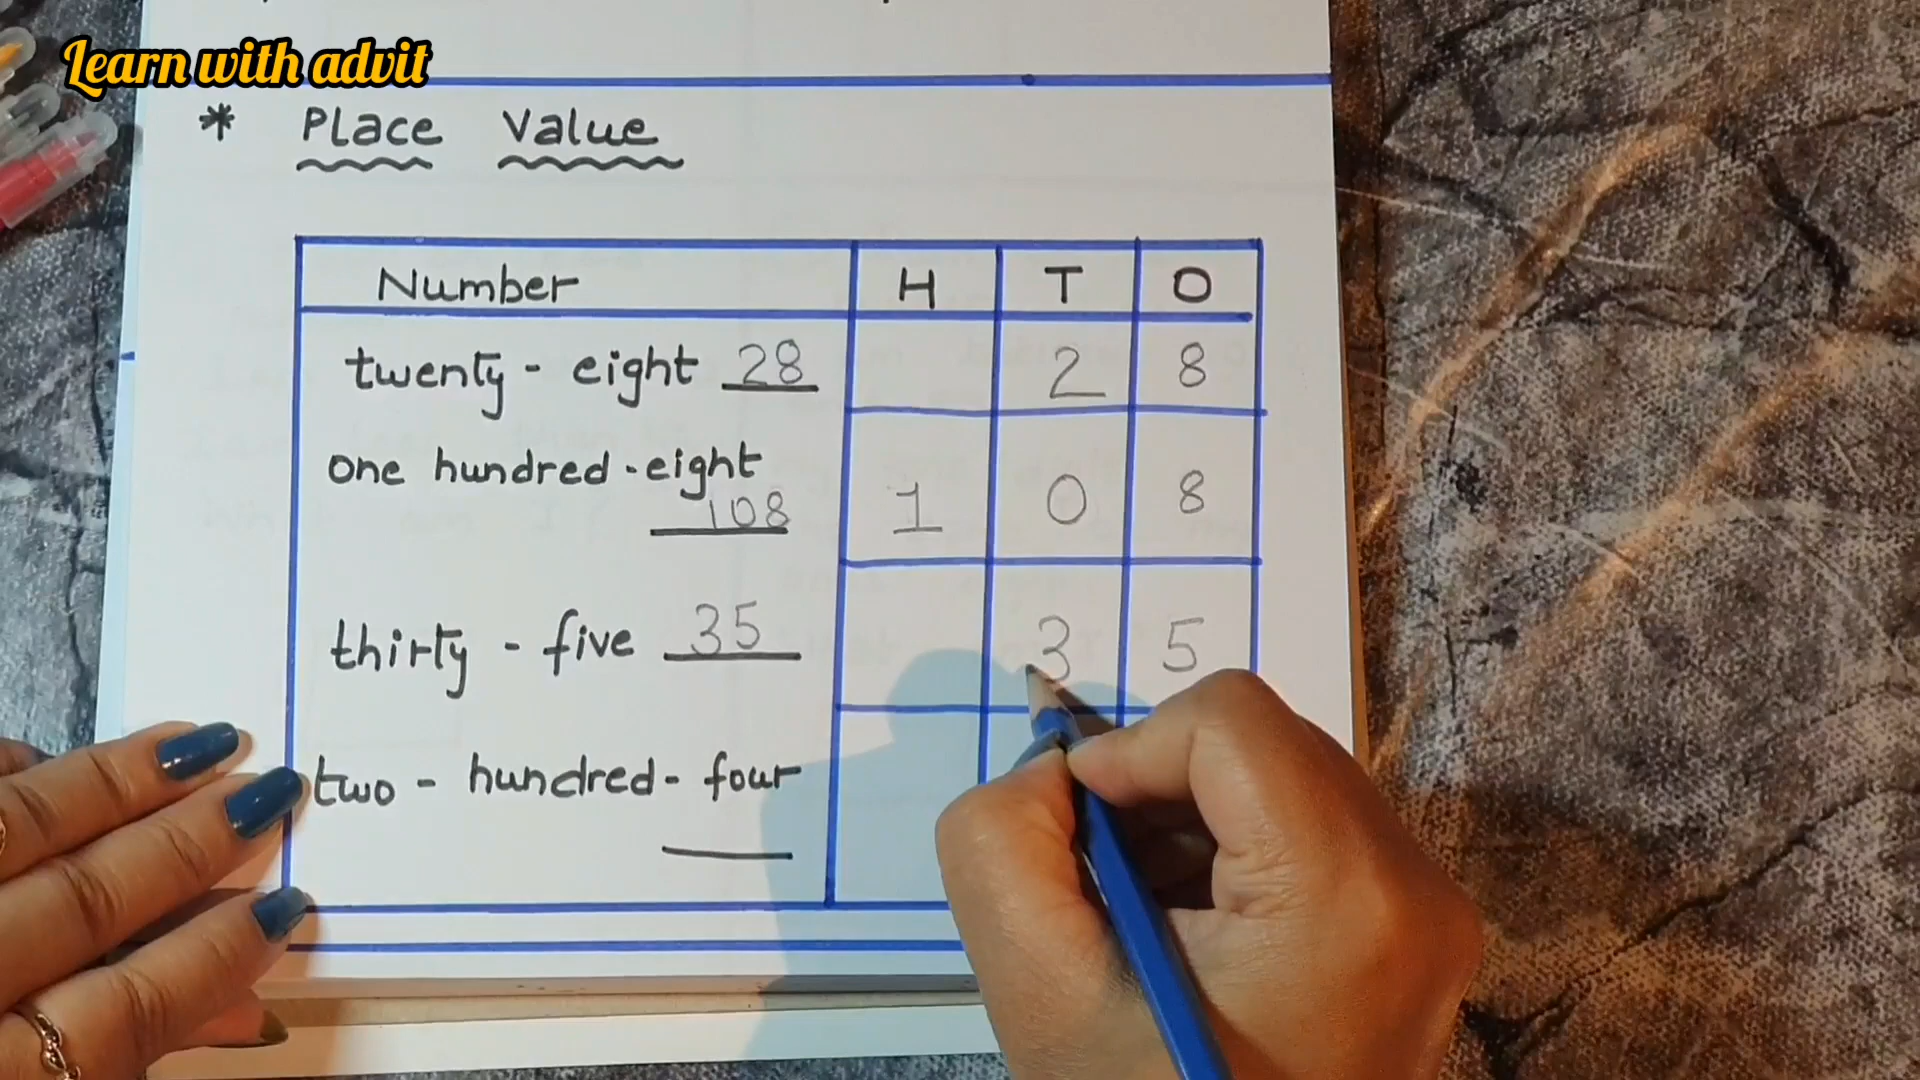 Learn with advit
* Place Value
Number H T O
twenty - eight 28 2 8
one hundred - eight
108 1 0 8
thirty - five 35 3 5
two - hundred - four